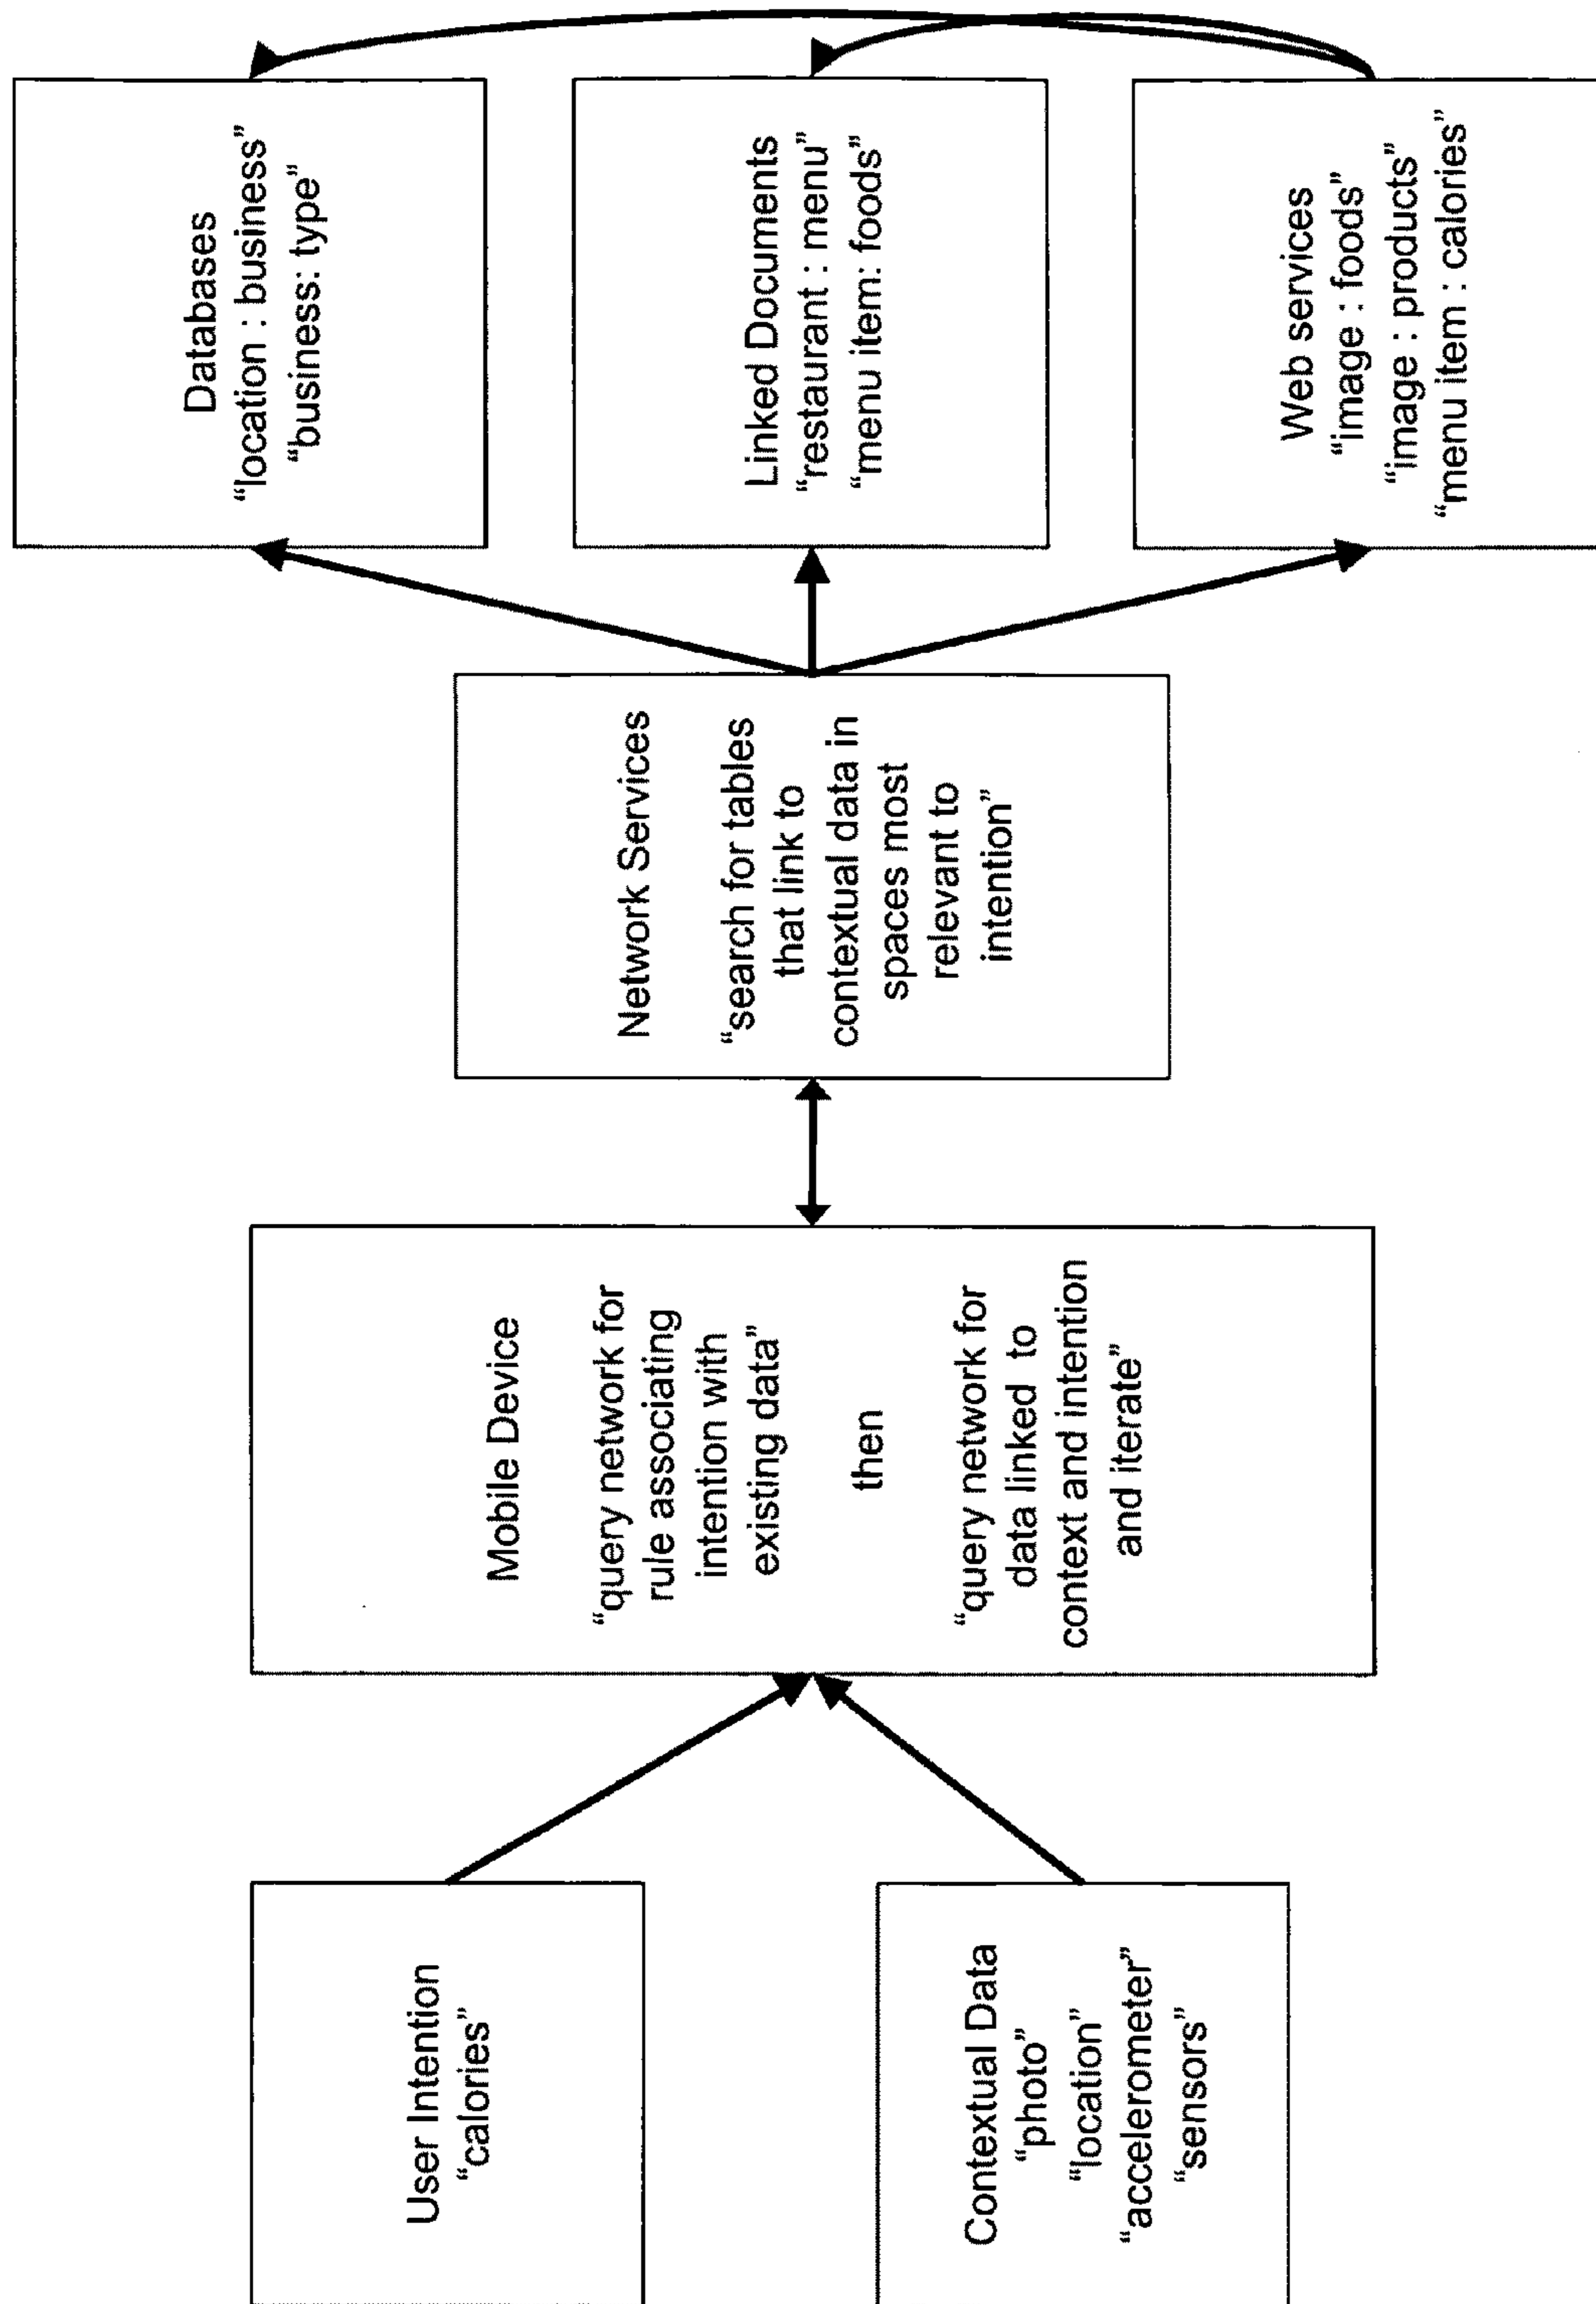 User Intention
“calories”
Contextual Data
“photo”
“location”
“accelerometer”
“sensors”
Mobile Device
“query network for
rule associating
intention with
existing data”
then
“query network for
data linked to
context and intention
and iterate”
Network Services
“search for tables
that link to
contextual data in
spaces most
relevant to
intention”
Databases
“location : business”
“business: type”
Linked Documents
“restaurant : menu”
“menu item: foods”
Web services
“image : foods”
“image : products”
“menu item : calories”